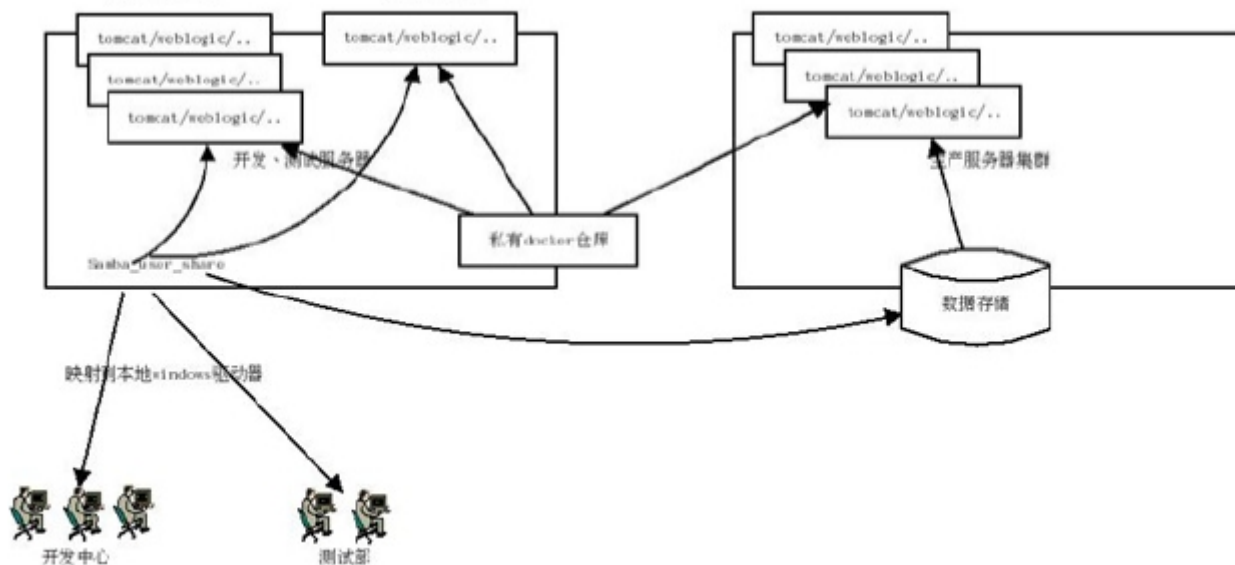 tomcat/weblogic/..
tomcat/weblogic/..
tomcat/weblogic/..
tomcat/weblogic/..
tomcat/weblogic/..
tomcat/weblogic/..
tomcat/weblogic/..
开发、测试服务器
生产服务器集群
私有docker仓库
Samba_user_share
数据存储
映射到本地windows驱动器
开发中心
测试部